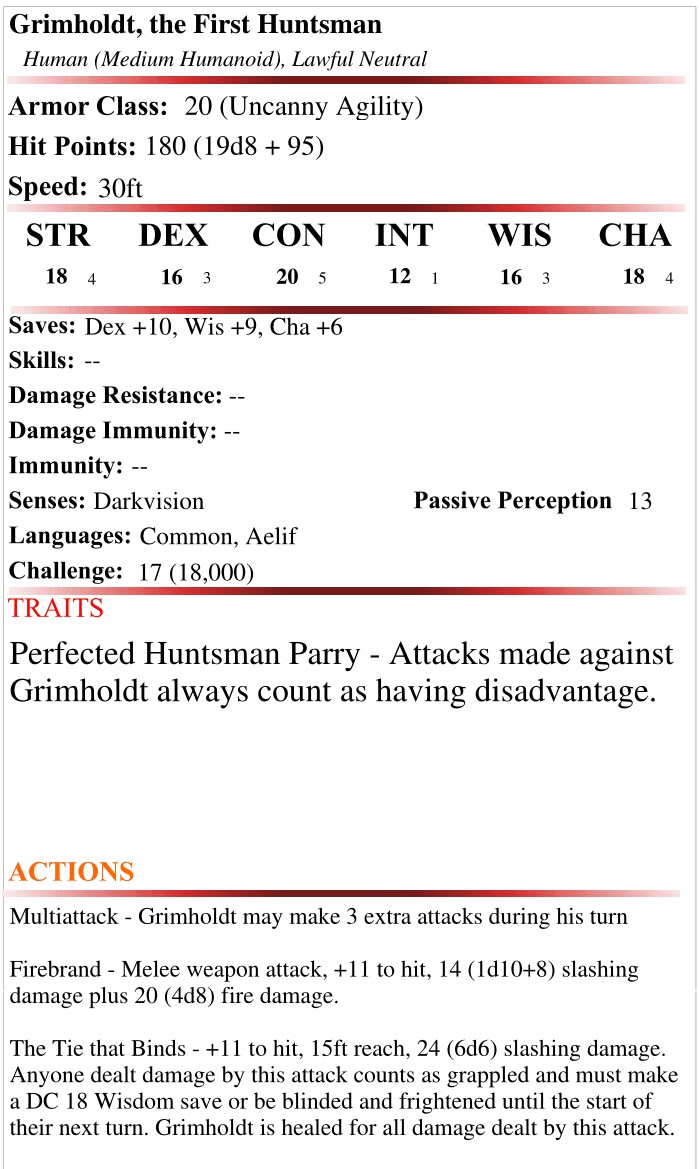 Grimholdt, the First Huntsman
Human (Medium Humanoid), Lawful Neutral
Armor Class: 20 (Uncanny Agility)
Hit Points: 180 (19d8 + 95)
Speed: 30ft
STR DEX CON INT WIS CHA
18 4 16 3 20 5 12 1 16 3 18 4
Saves: Dex +10, Wis +9, Cha +6
Skills: --
Damage Resistance: --
Damage Immunity: --
Immunity: --
Senses: Darkvision Passive Perception 13
Languages: Common, Aelif
Challenge: 17 (18,000)
TRAITS
Perfected Huntsman Parry - Attacks made against
Grimholdt always count as having disadvantage.
ACTIONS
Multiattack - Grimholdt may make 3 extra attacks during his turn
Firebrand - Melee weapon attack, +11 to hit, 14 (1d10+8) slashing
damage plus 20 (4d8) fire damage.
The Tie that Binds - +11 to hit, 15ft reach, 24 (6d6) slashing damage.
Anyone dealt damage by this attack counts as grappled and must make
a DC 18 Wisdom save or be blinded and frightened until the start of
their next turn. Grimholdt is healed for all damage dealt by this attack.